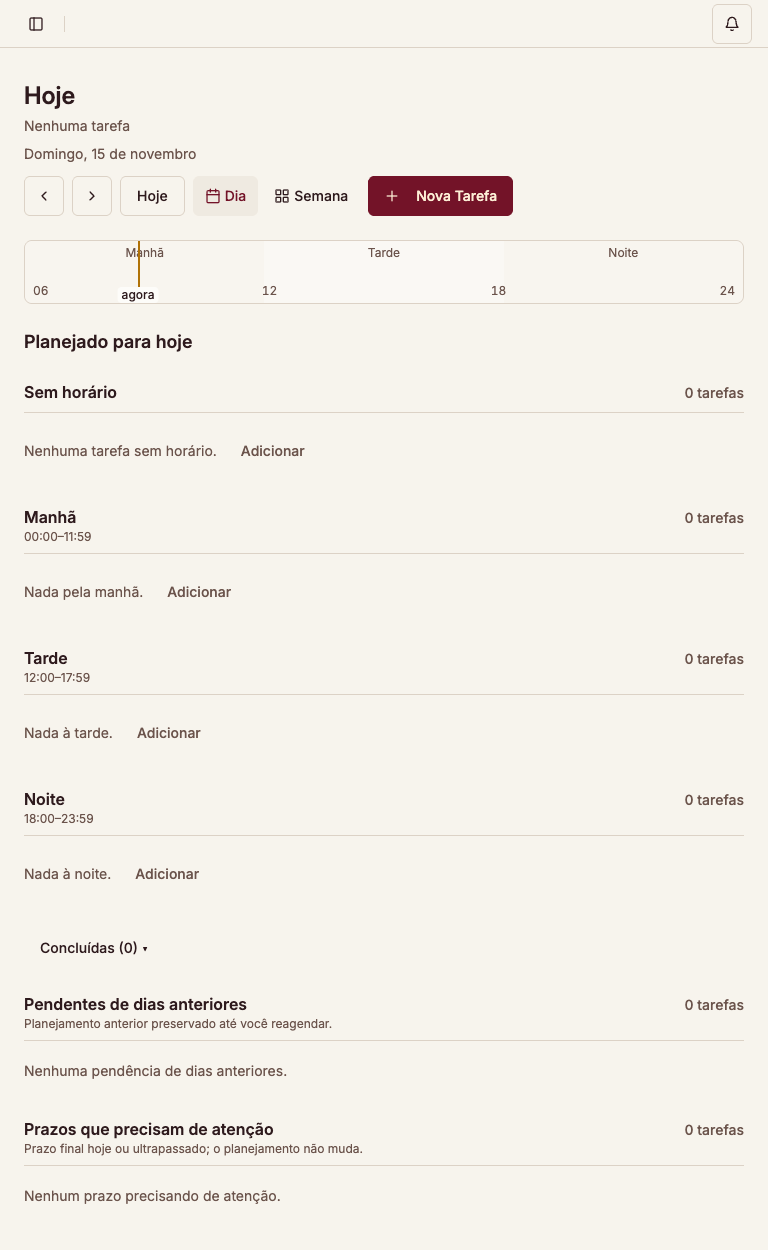 Hoje
Nenhuma tarefa
Domingo, 15 de novembro
Hoje Dia Semana Nova Tarefa
Manhã Tarde Noite
06 agora 12 18 24
Planejado para hoje
Sem horário 0 tarefas
Nenhuma tarefa sem horário. Adicionar
Manhã 0 tarefas
00:00–11:59
Nada pela manhã. Adicionar
Tarde 0 tarefas
12:00–17:59
Nada à tarde. Adicionar
Noite 0 tarefas
18:00–23:59
Nada à noite. Adicionar
Concluídas (0) ▾
Pendentes de dias anteriores 0 tarefas
Planejamento anterior preservado até você reagendar.
Nenhuma pendência de dias anteriores.
Prazos que precisam de atenção 0 tarefas
Prazo final hoje ou ultrapassado; o planejamento não muda.
Nenhum prazo precisando de atenção.